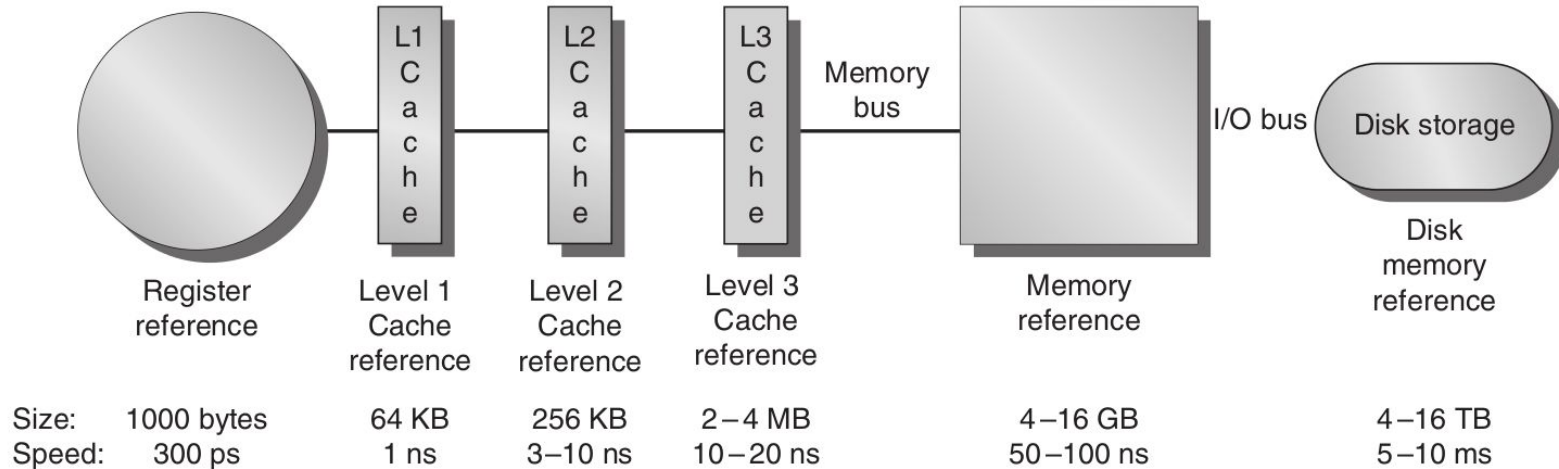 L1
C
a
c
h
e
L2
C
a
c
h
e
L3
C
a
c
h
e
Memory
bus
I/O bus
Disk storage
Register
reference
Level 1
Cache
reference
Level 2
Cache
reference
Level 3
Cache
reference
Memory
reference
Disk
memory
reference
Size: 1000 bytes 64 KB 256 KB 2–4 MB 4–16 GB 4–16 TB
Speed: 300 ps 1 ns 3–10 ns 10–20 ns 50–100 ns 5–10 ms